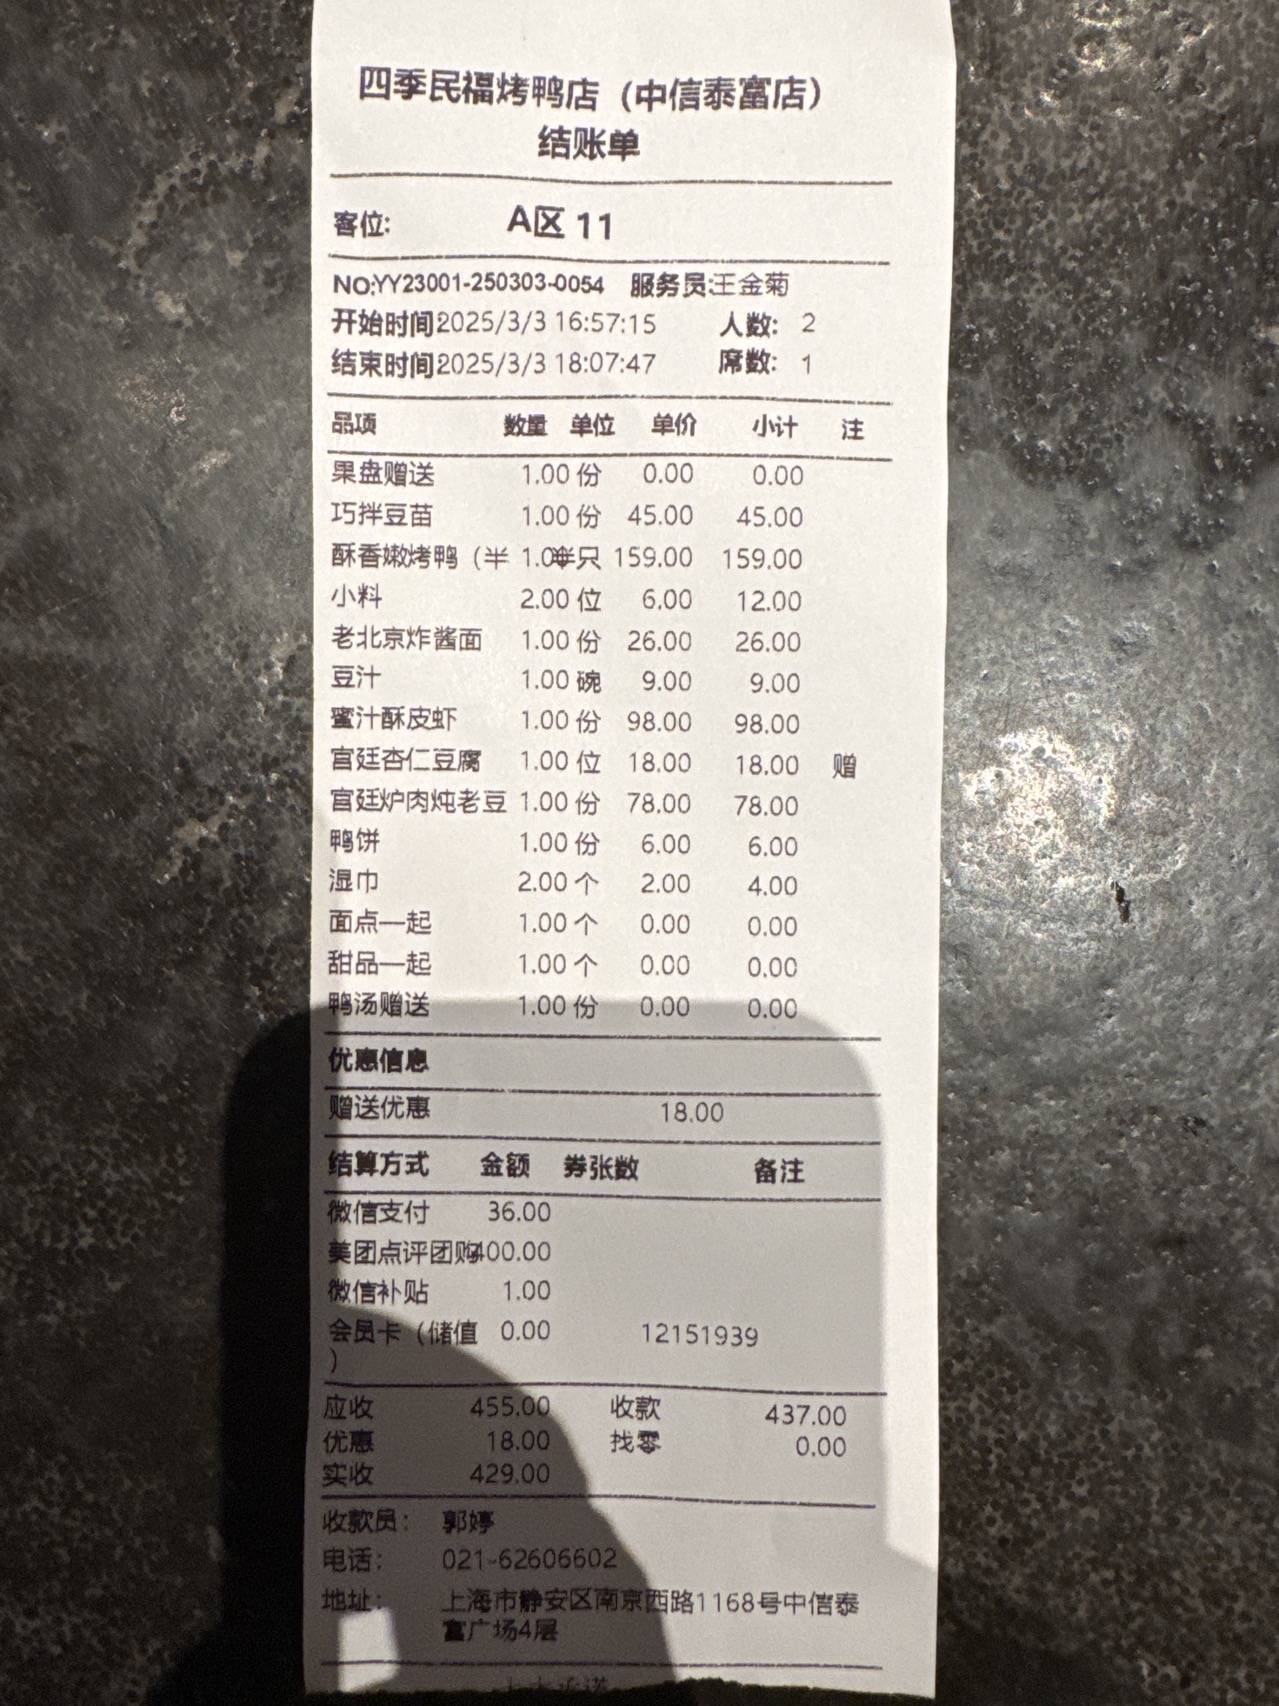 四季民福烤鸭店（中信泰富店）
结账单
客位: A区 11
NO:YY23001-250303-0054 服务员:王金菊
开始时间2025/3/3 16:57:15 人数: 2
结束时间2025/3/3 18:07:47 席数: 1
品项 数量 单位 单价 小计 注
果盘赠送 1.00 份 0.00 0.00
巧拌豆苗 1.00 份 45.00 45.00
酥香嫩烤鸭（半 1.00半只 159.00 159.00
小料 2.00 位 6.00 12.00
老北京炸酱面 1.00 份 26.00 26.00
豆汁 1.00 碗 9.00 9.00
蜜汁酥皮虾 1.00 份 98.00 98.00
宫廷杏仁豆腐 1.00 位 18.00 18.00 赠
宫廷炉肉炖老豆 1.00 份 78.00 78.00
鸭饼 1.00 份 6.00 6.00
湿巾 2.00 个 2.00 4.00
面点一起 1.00 个 0.00 0.00
甜品一起 1.00 个 0.00 0.00
鸭汤赠送 1.00 份 0.00 0.00
优惠信息
赠送优惠 18.00
结算方式 金额 券张数 备注
微信支付 36.00
美团点评团购400.00
微信补贴 1.00
会员卡（储值 0.00 12151939
）
应收 455.00 收款 437.00
优惠 18.00 找零 0.00
实收 429.00
收款员: 郭婷
电话: 021-62606602
地址: 上海市静安区南京西路1168号中信泰
富广场4层